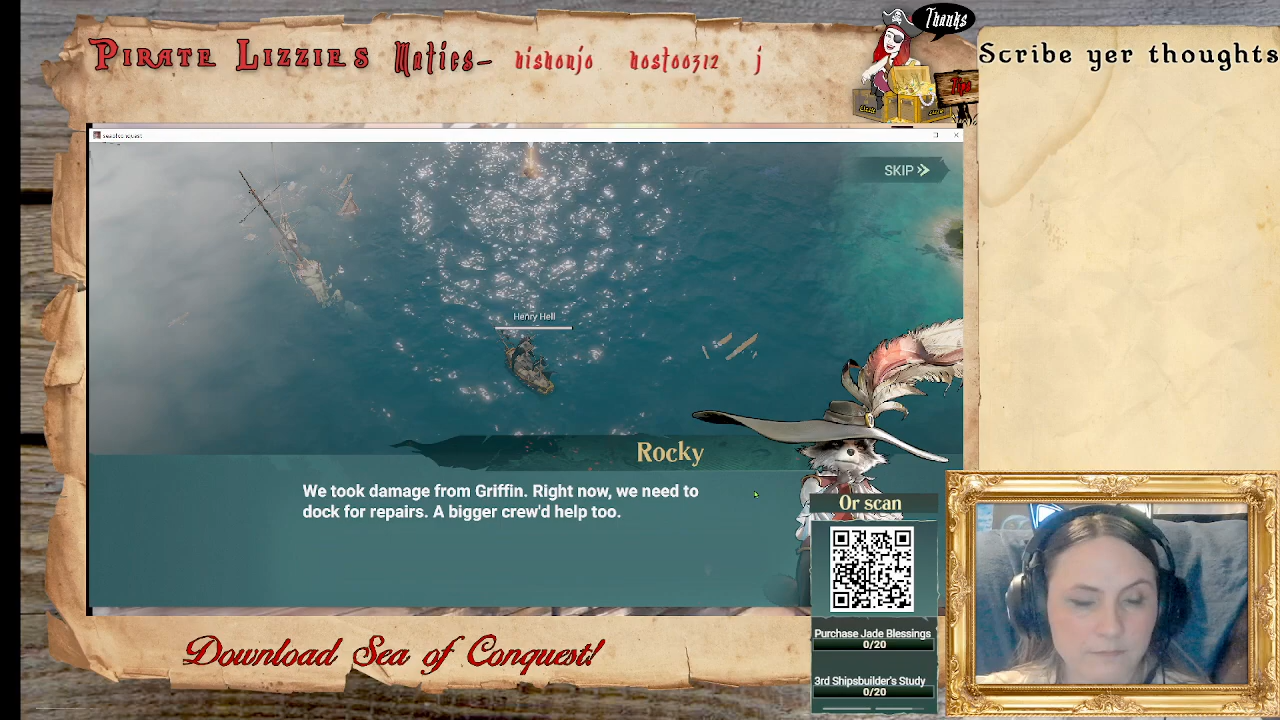 Pirate Lizzies Maties- bishonjo hosto0312 j
Thanks
Tips
Scribe yer thoughts
SKIP
Henry Hell
Rocky
We took damage from Griffin. Right now, we need to
dock for repairs. A bigger crew'd help too.
Or scan
Purchase Jade Blessings
0/20
3rd Shipsbuilder's Study
0/20
Download Sea of Conquest!